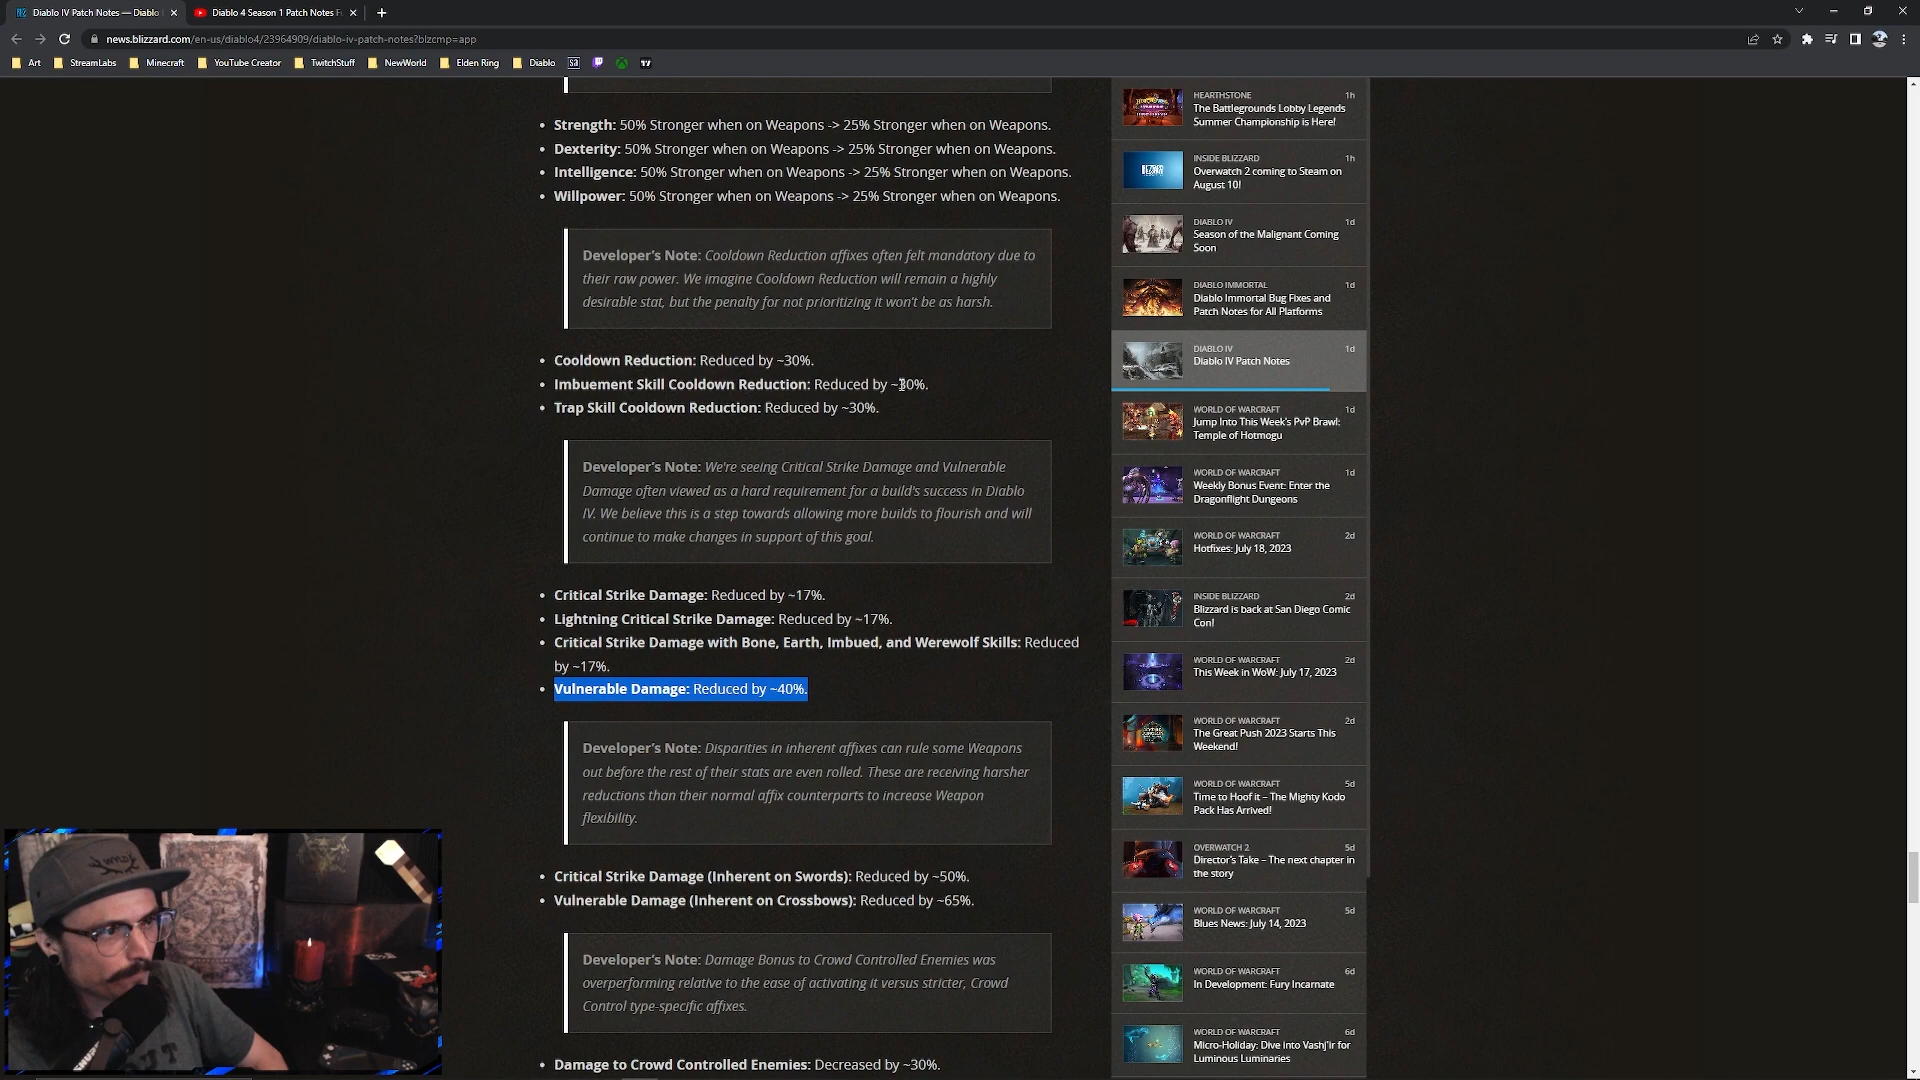 Diablo IV Patch Notes — Diablo
Diablo 4 Season 1 Patch Notes F
news.blizzard.com/en-us/diablo4/23964909/diablo-iv-patch-notes?blzcmp=app
Art StreamLabs Minecraft YouTube Creator TwitchStuff NewWorld Elden Ring Diablo
Strength: 50% Stronger when on Weapons -> 25% Stronger when on Weapons.
Dexterity: 50% Stronger when on Weapons -> 25% Stronger when on Weapons.
Intelligence: 50% Stronger when on Weapons -> 25% Stronger when on Weapons.
Willpower: 50% Stronger when on Weapons -> 25% Stronger when on Weapons.
Developer's Note: Cooldown Reduction affixes often felt mandatory due to
their raw power. We imagine Cooldown Reduction will remain a highly
desirable stat, but the penalty for not prioritizing it won't be as harsh.
Cooldown Reduction: Reduced by ~30%.
Imbuement Skill Cooldown Reduction: Reduced by ~30%.
Trap Skill Cooldown Reduction: Reduced by ~30%.
Developer's Note: We're seeing Critical Strike Damage and Vulnerable
Damage often viewed as a hard requirement for a build's success in Diablo
IV. We believe this is a step towards allowing more builds to flourish and will
continue to make changes in support of this goal.
Critical Strike Damage: Reduced by ~17%.
Lightning Critical Strike Damage: Reduced by ~17%.
Critical Strike Damage with Bone, Earth, Imbued, and Werewolf Skills: Reduced
by ~17%.
Vulnerable Damage: Reduced by ~40%.
Developer's Note: Disparities in inherent affixes can rule some Weapons
out before the rest of their stats are even rolled. These are receiving harsher
reductions than their normal affix counterparts to increase Weapon
flexibility.
Critical Strike Damage (Inherent on Swords): Reduced by ~50%.
Vulnerable Damage (Inherent on Crossbows): Reduced by ~65%.
Developer's Note: Damage Bonus to Crowd Controlled Enemies was
overperforming relative to the ease of activating it versus stricter, Crowd
Control type-specific affixes.
Damage to Crowd Controlled Enemies: Decreased by ~30%.
HEARTHSTONE 1h
The Battlegrounds Lobby Legends
Summer Championship is Here!
INSIDE BLIZZARD 1h
Overwatch 2 coming to Steam on
August 10!
DIABLO IV 1d
Season of the Malignant Coming
Soon
DIABLO IMMORTAL 1d
Diablo Immortal Bug Fixes and
Patch Notes for All Platforms
DIABLO IV 1d
Diablo IV Patch Notes
WORLD OF WARCRAFT 1d
Jump Into This Week's PvP Brawl:
Temple of Hotmogu
WORLD OF WARCRAFT 1d
Weekly Bonus Event: Enter the
Dragonflight Dungeons
WORLD OF WARCRAFT 2d
Hotfixes: July 18, 2023
INSIDE BLIZZARD 2d
Blizzard is back at San Diego Comic
Con!
WORLD OF WARCRAFT 2d
This Week in WoW: July 17, 2023
WORLD OF WARCRAFT 2d
The Great Push 2023 Starts This
Weekend!
WORLD OF WARCRAFT 5d
Time to Hoof it – The Mighty Kodo
Pack Has Arrived!
OVERWATCH 2 5d
Director's Take – The next chapter in
the story
WORLD OF WARCRAFT 5d
Blues News: July 14, 2023
WORLD OF WARCRAFT 6d
In Development: Fury Incarnate
WORLD OF WARCRAFT 6d
Micro-Holiday: Dive into Vashj'ir for
Luminous Luminaries